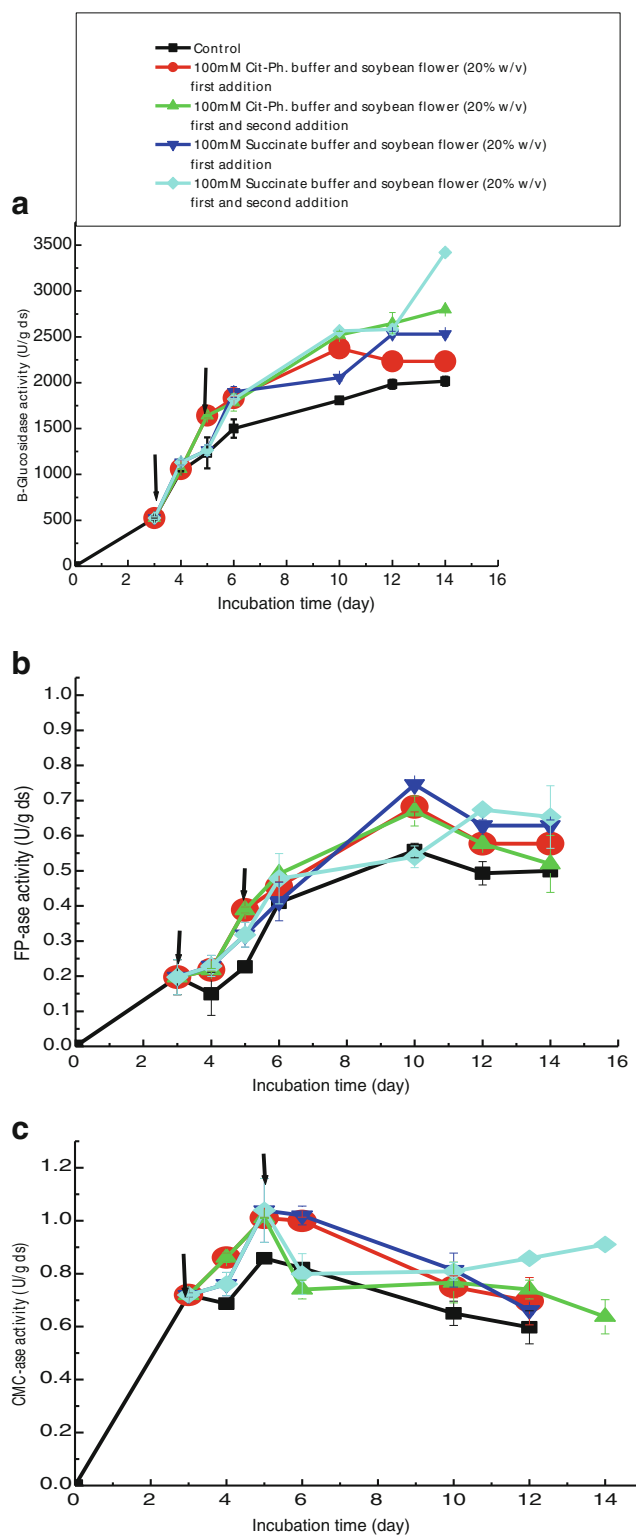 Control
100mM Cit-Ph. buffer and soybean flower (20% w/v)
first addition
100mM Cit-Ph. buffer and soybean flower (20% w/v)
first and second addition
100mM Succinate buffer and soybean flower (20% w/v)
first addition
100mM Succinate buffer and soybean flower (20% w/v)
first and second addition
a
3500
3000
2500
2000
1500
1000
500
0
B-Glucosidase activity (U/g ds)
0 2 4 6 8 10 12 14 16
Incubation time (day)
b
1.0
0.9
0.8
0.7
0.6
0.5
0.4
0.3
0.2
0.1
0.0
FP-ase activity (U/g ds)
0 2 4 6 8 10 12 14 16
Incubation time (day)
c
1.2
1.0
0.8
0.6
0.4
0.2
0.0
CMC-ase activity (U/g ds)
0 2 4 6 8 10 12 14
Incubation time (day)